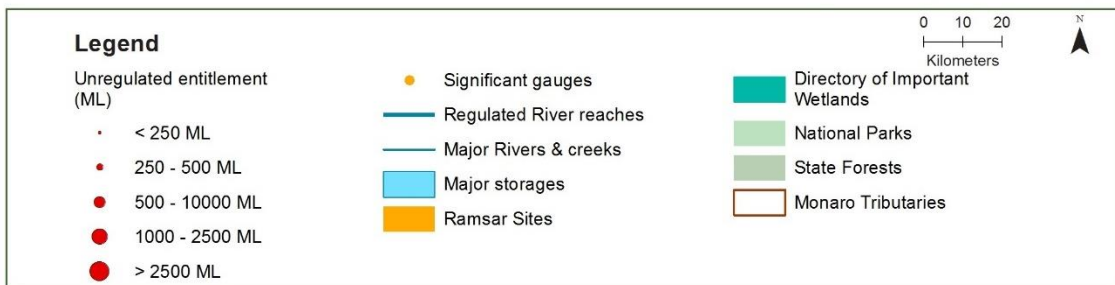 Legend
Unregulated entitlement
(ML)
< 250 ML
250 - 500 ML
500 - 10000 ML
1000 - 2500 ML
> 2500 ML
Significant gauges
Regulated River reaches
Major Rivers & creeks
Major storages
Ramsar Sites
0 10 20
Kilometers
N
Directory of Important
Wetlands
National Parks
State Forests
Monaro Tributaries